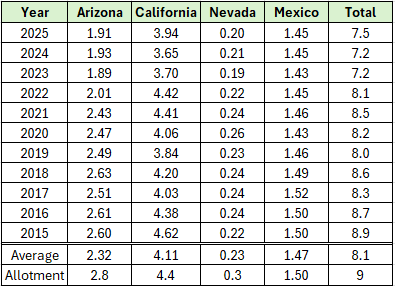 Year Arizona California Nevada Mexico Total
2025 1.91 3.94 0.20 1.45 7.5
2024 1.93 3.65 0.21 1.45 7.2
2023 1.89 3.70 0.19 1.43 7.2
2022 2.01 4.42 0.22 1.45 8.1
2021 2.43 4.41 0.24 1.46 8.5
2020 2.47 4.06 0.26 1.43 8.2
2019 2.49 3.84 0.23 1.46 8.0
2018 2.63 4.20 0.24 1.49 8.6
2017 2.51 4.03 0.24 1.52 8.3
2016 2.61 4.38 0.24 1.50 8.7
2015 2.60 4.62 0.22 1.50 8.9
Average 2.32 4.11 0.23 1.47 8.1
Allotment 2.8 4.4 0.3 1.50 9